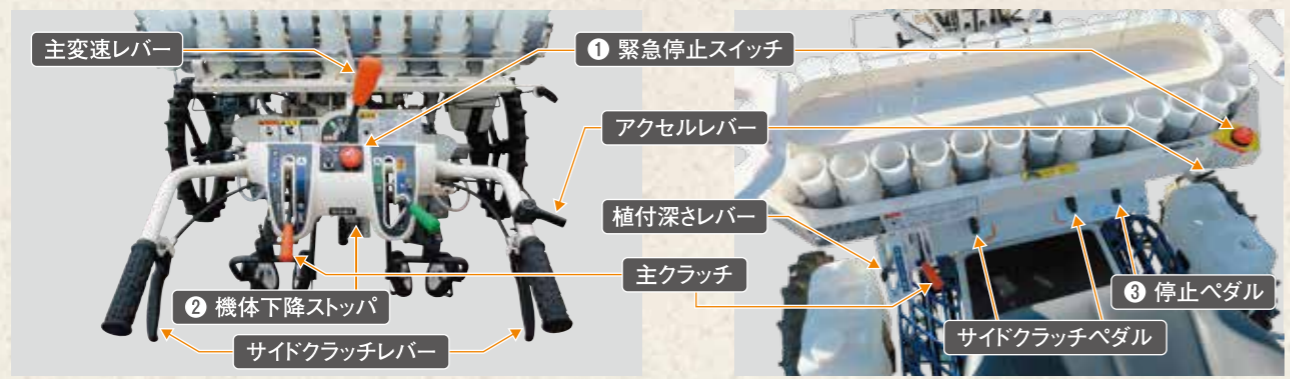 主変速レバー
❶ 緊急停止スイッチ
アクセルレバー
植付深さレバー
主クラッチ
❷ 機体下降ストッパ
❸ 停止ペダル
サイドクラッチレバー
サイドクラッチペダル